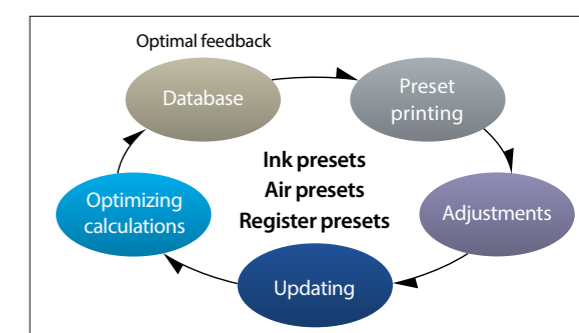 Optimal feedback
Database
Preset
printing
Ink presets
Air presets
Register presets
Optimizing
calculations
Adjustments
Updating